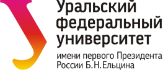 Уральский
федеральный
университет
имени первого Президента
России Б.Н.Ельцина